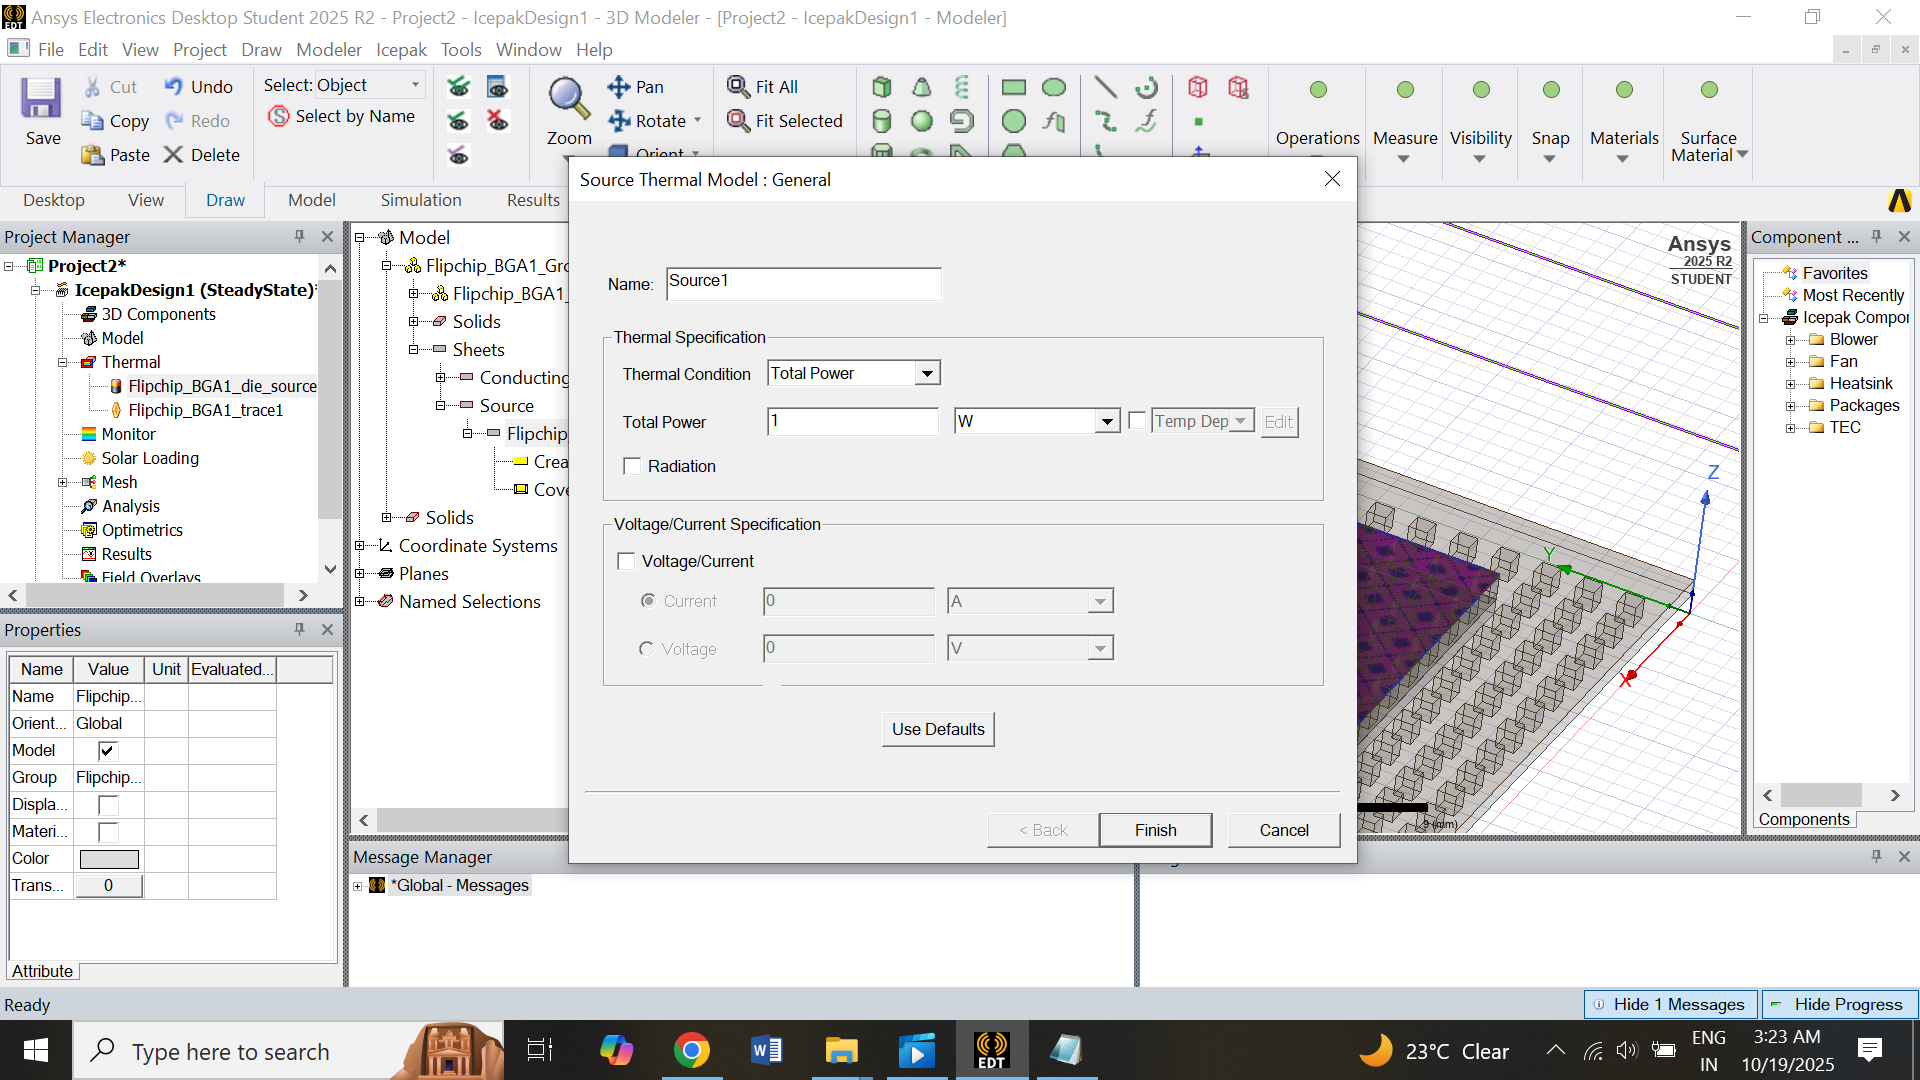 Ansys Electronics Desktop Student 2025 R2 - Project2 - IcepakDesign1 - 3D Modeler - [Project2 - IcepakDesign1 - Modeler]
File Edit View Project Draw Modeler Icepak Tools Window Help
Save
Cut
Copy
Paste
Undo
Redo
Delete
Select: Object
Select by Name
Zoom
Pan
Rotate
Orient
Fit All
Fit Selected
Operations
Measure
Visibility
Snap
Materials
Surface
Material
Desktop View Draw Model Simulation Results
Project Manager
Project2*
IcepakDesign1 (SteadyState)*
3D Components
Model
Thermal
Flipchip_BGA1_die_source
Flipchip_BGA1_trace1
Monitor
Solar Loading
Mesh
Analysis
Optimetrics
Results
Field Overlays
Properties
Name Value Unit Evaluated...
Name Flipchip...
Orient... Global
Model
Group Flipchip...
Displa...
Materi...
Color
Trans... 0
Attribute
Model
Flipchip_BGA1_Gro
Flipchip_BGA1_
Solids
Sheets
Conducting
Source
Flipchip
Crea
Cove
Solids
Coordinate Systems
Planes
Named Selections
Source Thermal Model : General
Name: Source1
Thermal Specification
Thermal Condition Total Power
Total Power 1 W Temp Dep Edit
Radiation
Voltage/Current Specification
Voltage/Current
Current 0 A
Voltage 0 V
Use Defaults
< Back Finish Cancel
Ansys
2025 R2
STUDENT
Z
Y
X
9 (mm)
Component ...
Favorites
Most Recently
Icepak Compor
Blower
Fan
Heatsink
Packages
TEC
Components
Message Manager
*Global - Messages
Ready
Hide 1 Messages
Hide Progress
Type here to search
EDT
23°C Clear
ENG
IN
3:23 AM
10/19/2025